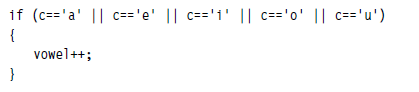 if (c=='a' || c=='e' || c=='i' || c=='o' || c=='u')
{
    vowel++;
}